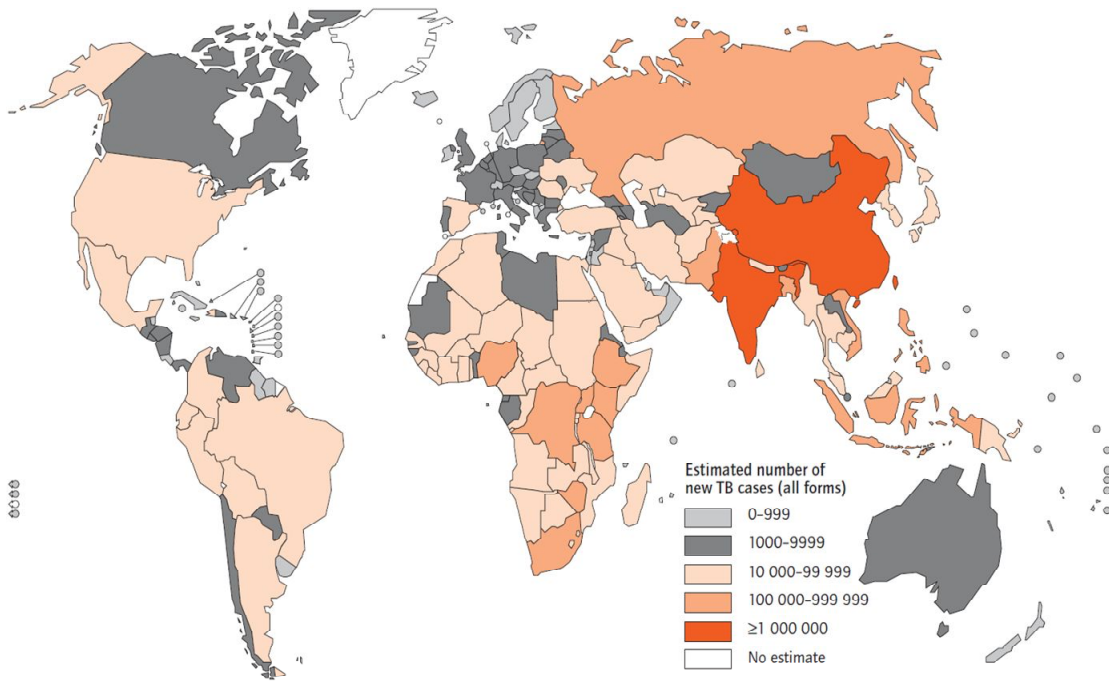 Estimated number of
new TB cases (all forms)
0–999
1000–9999
10 000–99 999
100 000–999 999
≥1 000 000
No estimate